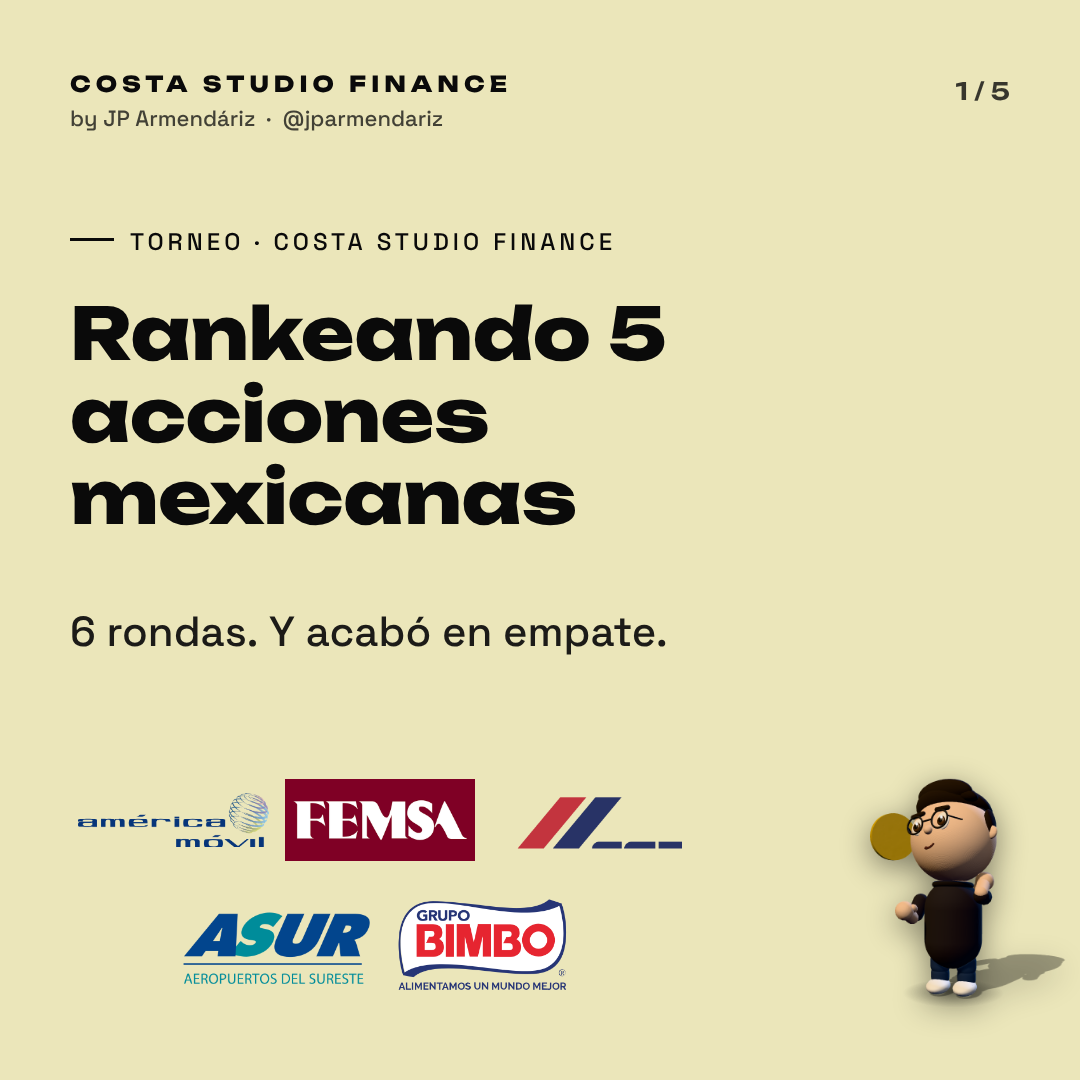 COSTA STUDIO FINANCE
by JP Armendáriz · @jparmendariz
1/5
TORNEO · COSTA STUDIO FINANCE
Rankeando 5
acciones
mexicanas
6 rondas. Y acabó en empate.
américa
móvil
FEMSA
ASUR
AEROPUERTOS DEL SURESTE
GRUPO
BIMBO
®
ALIMENTAMOS UN MUNDO MEJOR